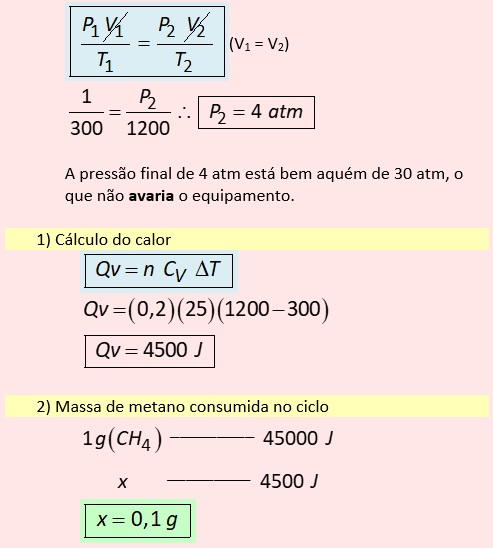 P₁ V₁ / T₁ = P₂ V₂ / T₂ (V₁ = V₂)
1 / 300 = P₂ / 1200 ∴ P₂ = 4 atm
A pressão final de 4 atm está bem aquém de 30 atm, o
que não avaria o equipamento.
1) Cálculo do calor
Qv = n C_V ΔT
Qv = (0,2)(25)(1200 − 300)
Qv = 4500 J
2) Massa de metano consumida no ciclo
1g(CH₄) ———— 45000 J
x ———— 4500 J
x = 0,1 g